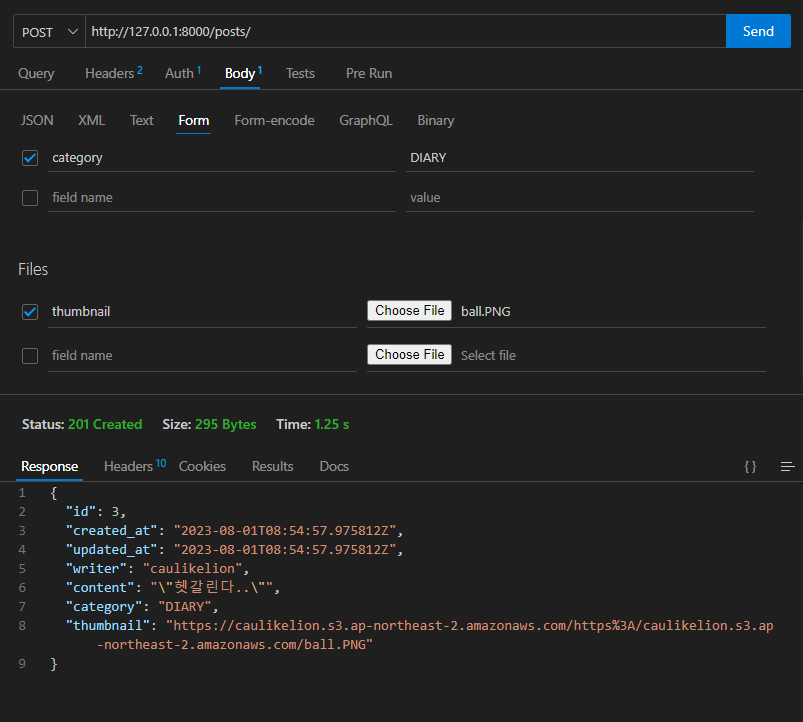 POST http://127.0.0.1:8000/posts/ Send
Query Headers 2 Auth 1 Body 1 Tests Pre Run
JSON XML Text Form Form-encode GraphQL Binary
category DIARY
field name value
Files
thumbnail Choose File ball.PNG
field name Choose File Select file
Status: 201 Created Size: 295 Bytes Time: 1.25 s
Response Headers 10 Cookies Results Docs { }
1 {
2 "id": 3,
3 "created_at": "2023-08-01T08:54:57.975812Z",
4 "updated_at": "2023-08-01T08:54:57.975812Z",
5 "writer": "caulikelion",
6 "content": "\"헷갈린다..\"",
7 "category": "DIARY",
8 "thumbnail": "https://caulikelion.s3.ap-northeast-2.amazonaws.com/https%3A/caulikelion.s3.ap
-northeast-2.amazonaws.com/ball.PNG"
9 }